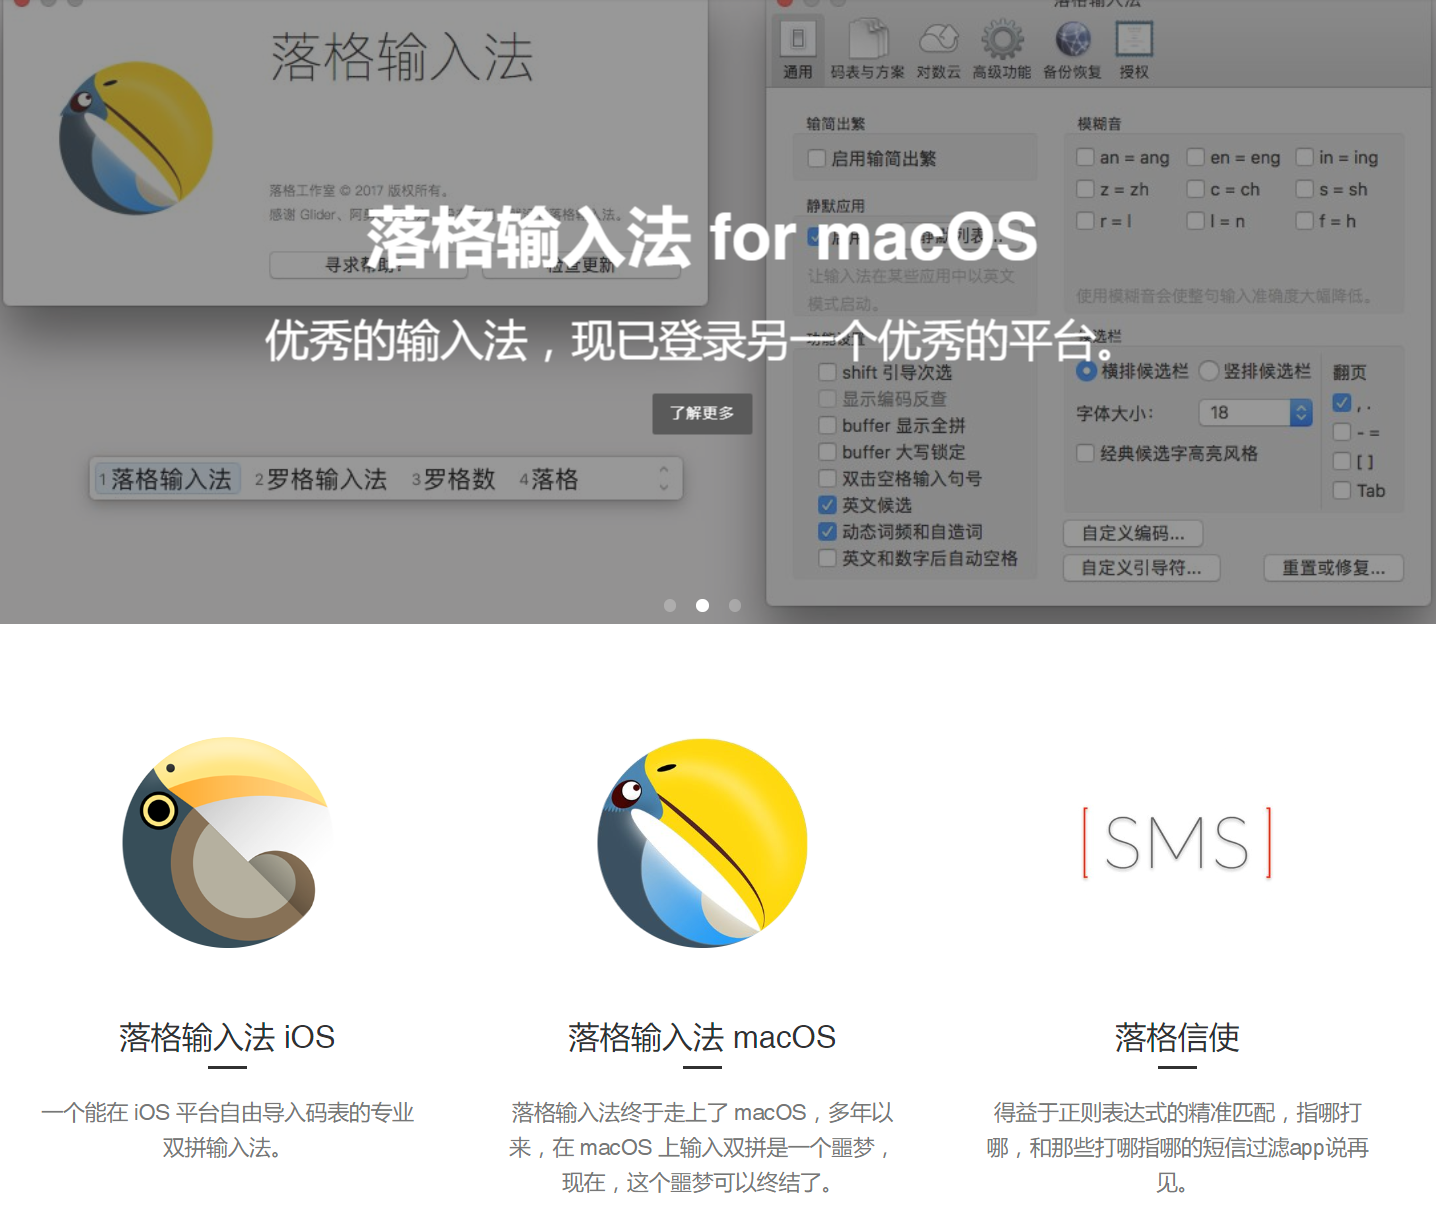 落格输入法
落格输入法
通用 码表与方案 对数云 高级功能 备份恢复 授权
落格工作室 © 2017 版权所有。
感谢 Glider、
落格输入法。
寻求帮助?
检查更新
落格输入法 for macOS
优秀的输入法，现已登录另一个优秀的平台。
了解更多
1 落格输入法 2 罗格输入法 3 罗格数 4 落格
输简出繁
启用输简出繁
静默应用
静默列表...
让输入法在某些应用中以英文
模式启动。
功能设置
shift 引导次选
显示编码反查
buffer 显示全拼
buffer 大写锁定
双击空格输入句号
英文候选
动态词频和自造词
英文和数字后自动空格
模糊音
an = ang en = eng in = ing
z = zh c = ch s = sh
r = l l = n f = h
使用模糊音会使整句输入准确度大幅降低。
候选栏
横排候选栏 竖排候选栏
字体大小： 18
经典候选字高亮风格
翻页
, .
- =
[ ]
Tab
自定义编码...
自定义引导符... 重置或修复...
[SMS]
落格输入法 iOS
一个能在 iOS 平台自由导入码表的专业
双拼输入法。
落格输入法 macOS
落格输入法终于走上了 macOS，多年以
来，在 macOS 上输入双拼是一个噩梦，
现在，这个噩梦可以终结了。
落格信使
得益于正则表达式的精准匹配，指哪打
哪，和那些打哪指哪的短信过滤app说再
见。